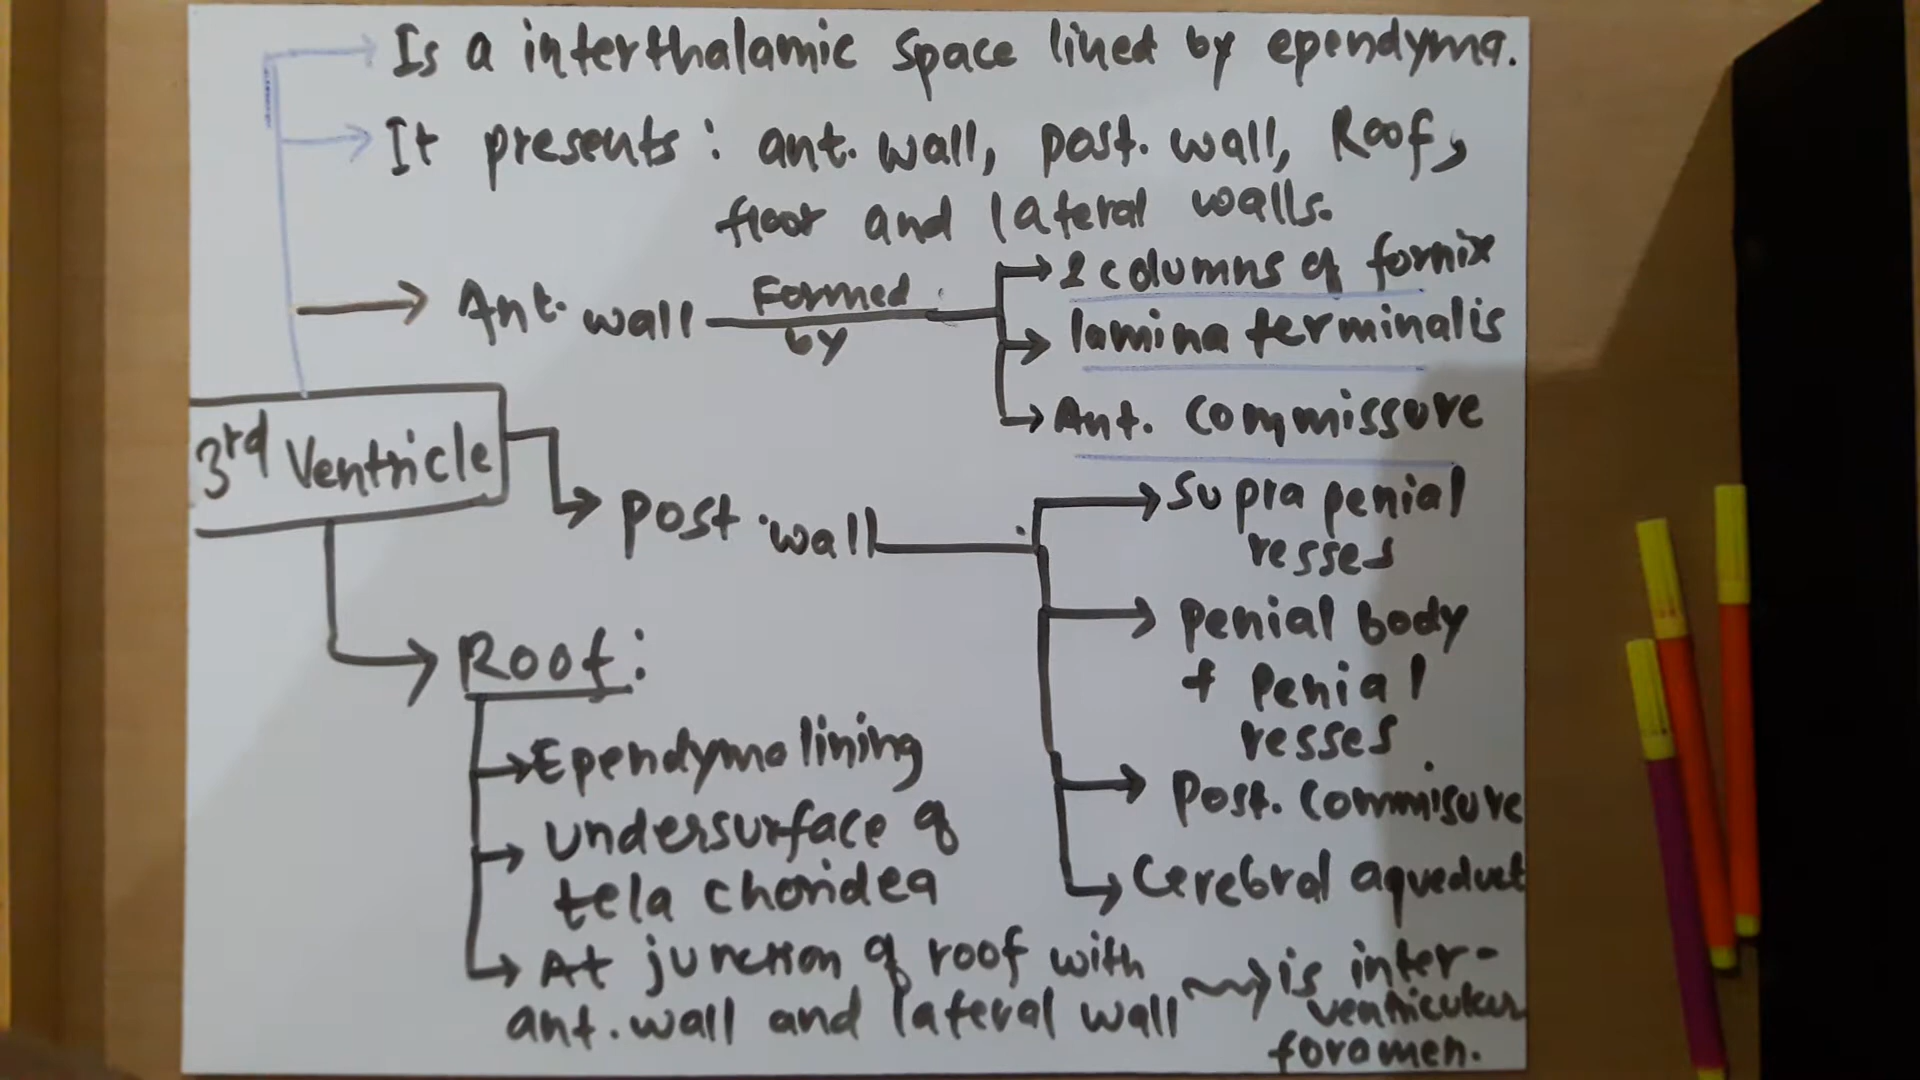 Is a interthalamic space lined by ependyma.
It presents: ant. wall, post. wall, Roof,
floor and lateral walls.
Ant. wall Formed by
2 columns of fornix
lamina terminalis
Ant. Commissure
3rd Ventricle
post. wall
Supra penial
resses
penial body
+ Penial
resses
Post. Commisure
Cerebral aqueduct
Roof:
Ependyma lining
undersurface of
tela choridea
At junction of roof with
ant. wall and lateral wall
is inter-
ventricular
foramen.